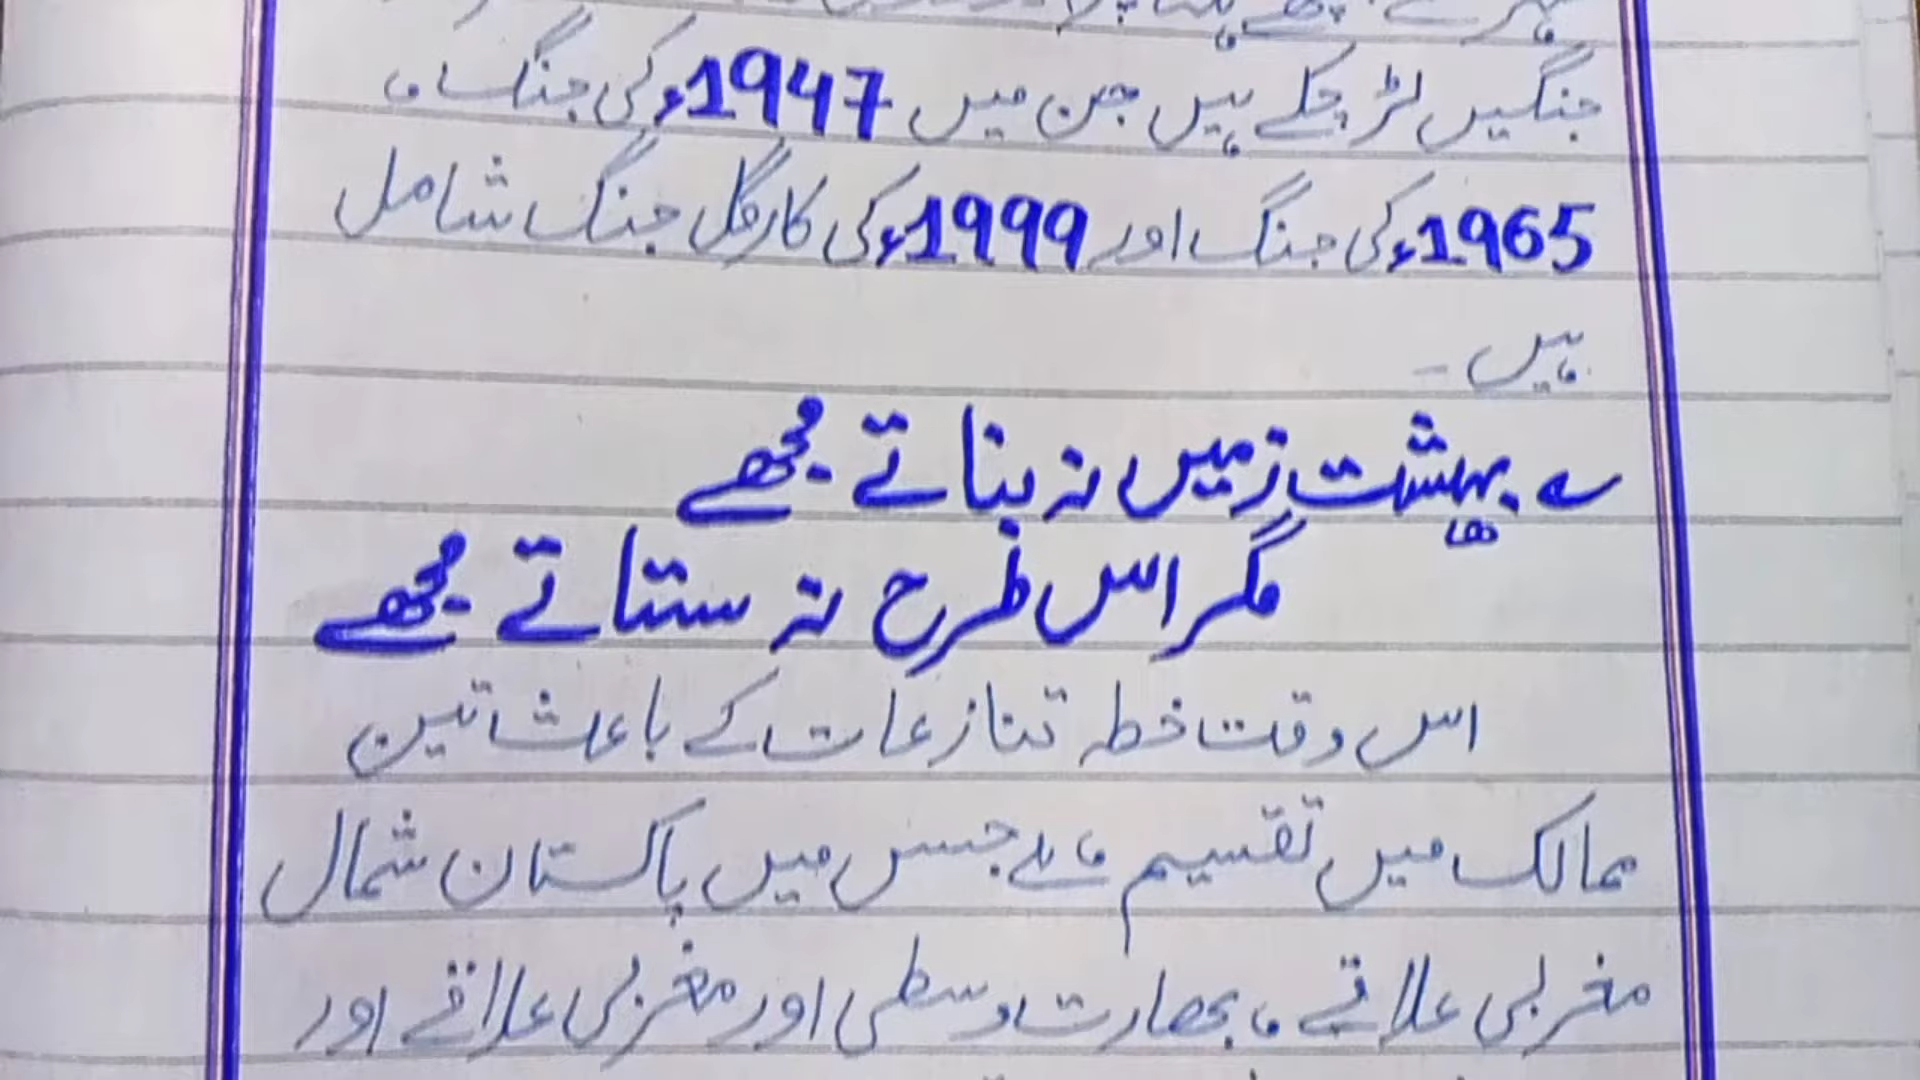 جنگیں لڑ چکے ہیں جن میں 1947ء کی جنگ،
1965ء کی جنگ اور 1999ء کی کارگل جنگ شامل
ہیں۔
؎ بہشت زمیں نہ بناتے مجھے
مگر اس طرح نہ ستاتے مجھے
اس وقت خطہ تنازعات کے باعث تین
ممالک میں تقسیم ہے جس میں پاکستان شمال
مغربی علاقے، بھارت وسطی اور مغربی علاقے اور